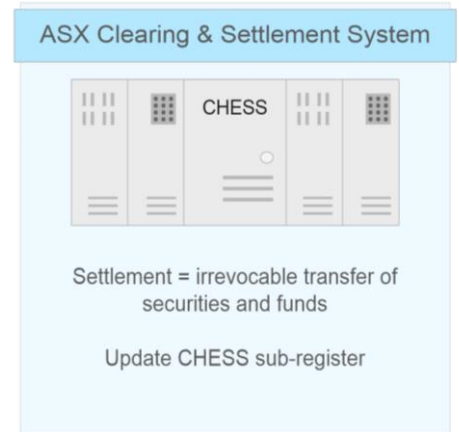 ASX Clearing & Settlement System
CHESS
Settlement = irrevocable transfer of
securities and funds
Update CHESS sub-register